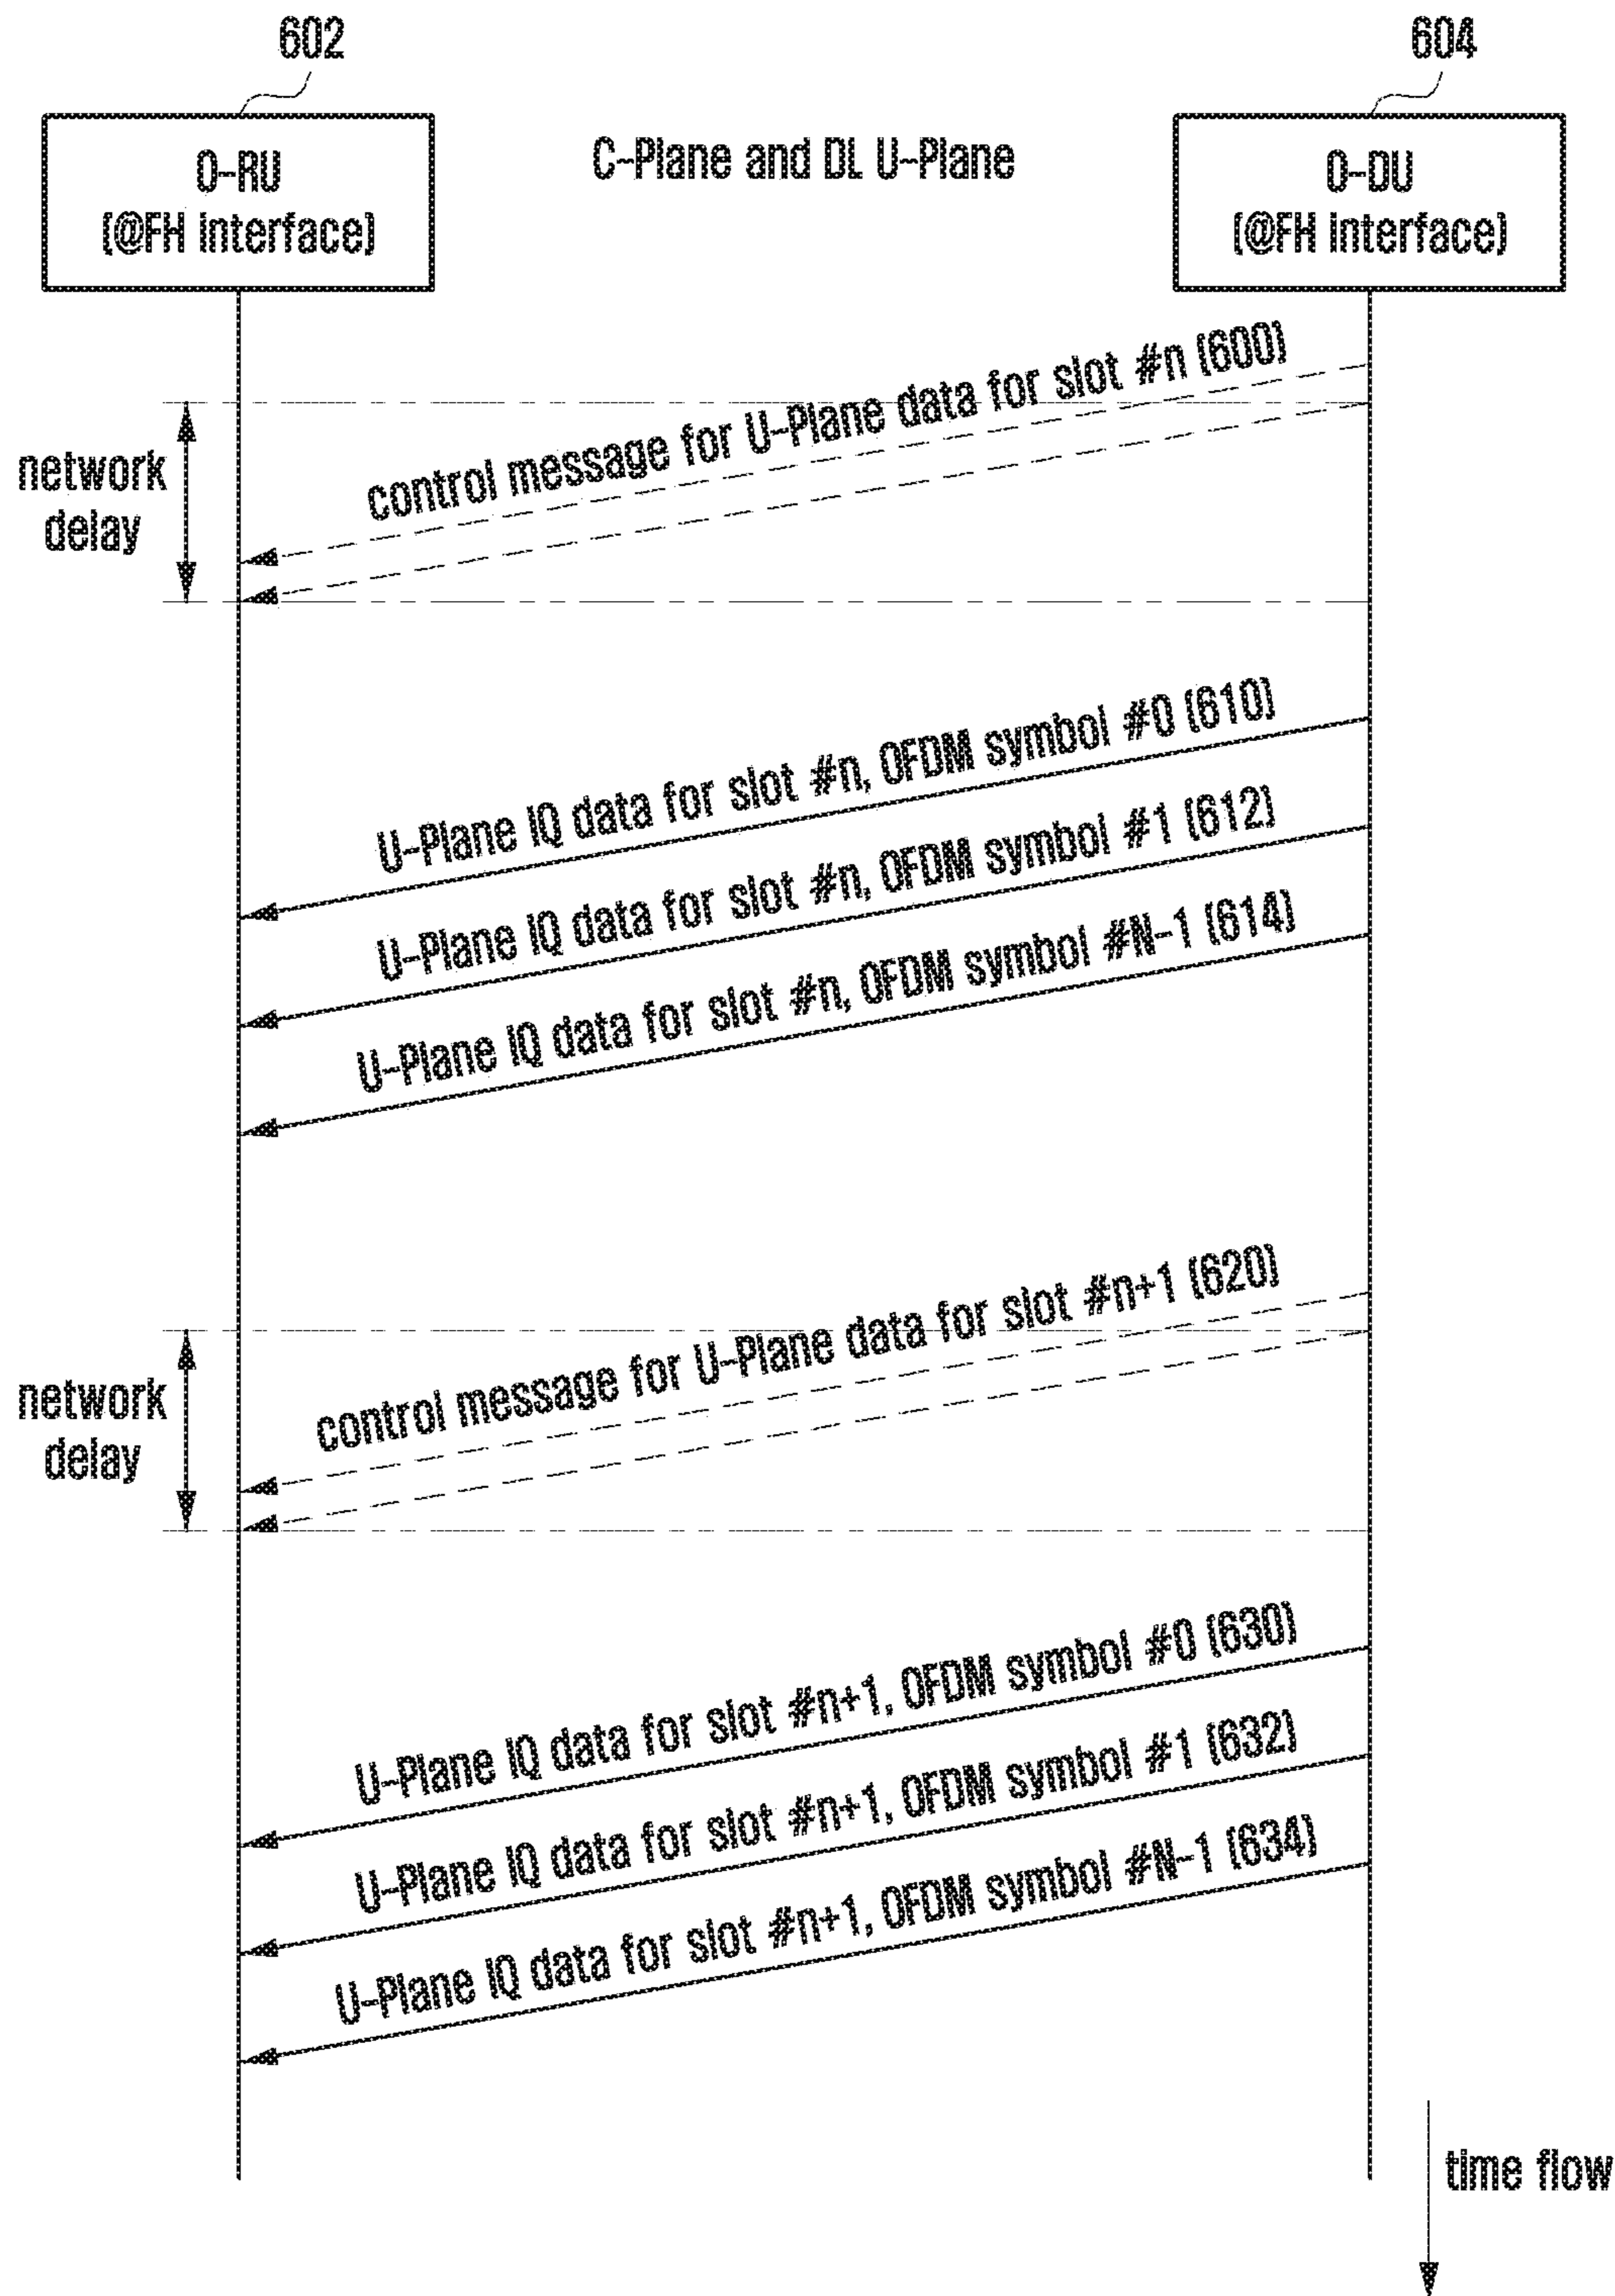 602
604
O-RU
(@FH interface)
C-Plane and DL U-Plane
O-DU
(@FH interface)
control message for U-Plane data for slot #n (600)
network
delay
U-Plane IQ data for slot #n, OFDM symbol #0 (610)
U-Plane IQ data for slot #n, OFDM symbol #1 (612)
U-Plane IQ data for slot #n, OFDM symbol #N-1 (614)
control message for U-Plane data for slot #n+1 (620)
network
delay
U-Plane IQ data for slot #n+1, OFDM symbol #0 (630)
U-Plane IQ data for slot #n+1, OFDM symbol #1 (632)
U-Plane IQ data for slot #n+1, OFDM symbol #N-1 (634)
time flow